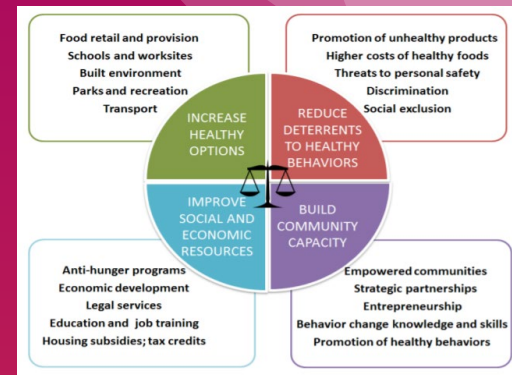 Food retail and provision
Schools and worksites
Built environment
Parks and recreation
Transport
Promotion of unhealthy products
Higher costs of healthy foods
Threats to personal safety
Discrimination
Social exclusion
INCREASE
HEALTHY
OPTIONS
REDUCE
DETERRENTS
TO HEALTHY
BEHAVIORS
IMPROVE
SOCIAL AND
ECONOMIC
RESOURCES
BUILD
COMMUNITY
CAPACITY
Anti-hunger programs
Economic development
Legal services
Education and job training
Housing subsidies; tax credits
Empowered communities
Strategic partnerships
Entrepreneurship
Behavior change knowledge and skills
Promotion of healthy behaviors